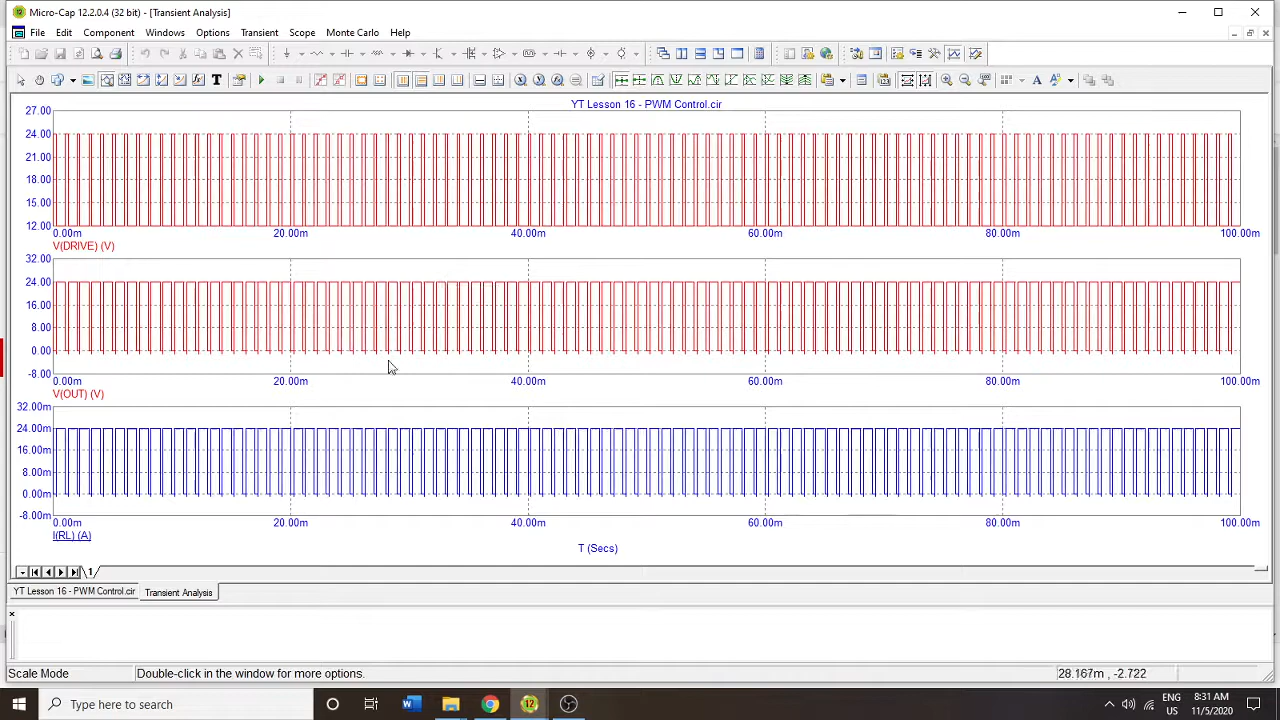 Micro-Cap 12.2.0.4 (32 bit) - [Transient Analysis]
File Edit Component Windows Options Transient Scope Monte Carlo Help
YT Lesson 16 - PWM Control.cir
27.00
24.00
21.00
18.00
15.00
12.00
0.00m 20.00m 40.00m 60.00m 80.00m 100.00m
V(DRIVE) (V)
32.00
24.00
16.00
8.00
0.00
-8.00
0.00m 20.00m 40.00m 60.00m 80.00m 100.00m
V(OUT) (V)
32.00m
24.00m
16.00m
8.00m
0.00m
-8.00m
0.00m 20.00m 40.00m 60.00m 80.00m 100.00m
I(RL) (A)
T (Secs)
1
YT Lesson 16 - PWM Control.cir Transient Analysis
Scale Mode Double-click in the window for more options. 28.167m , -2.722
Type here to search
ENG
US
8:31 AM
11/5/2020